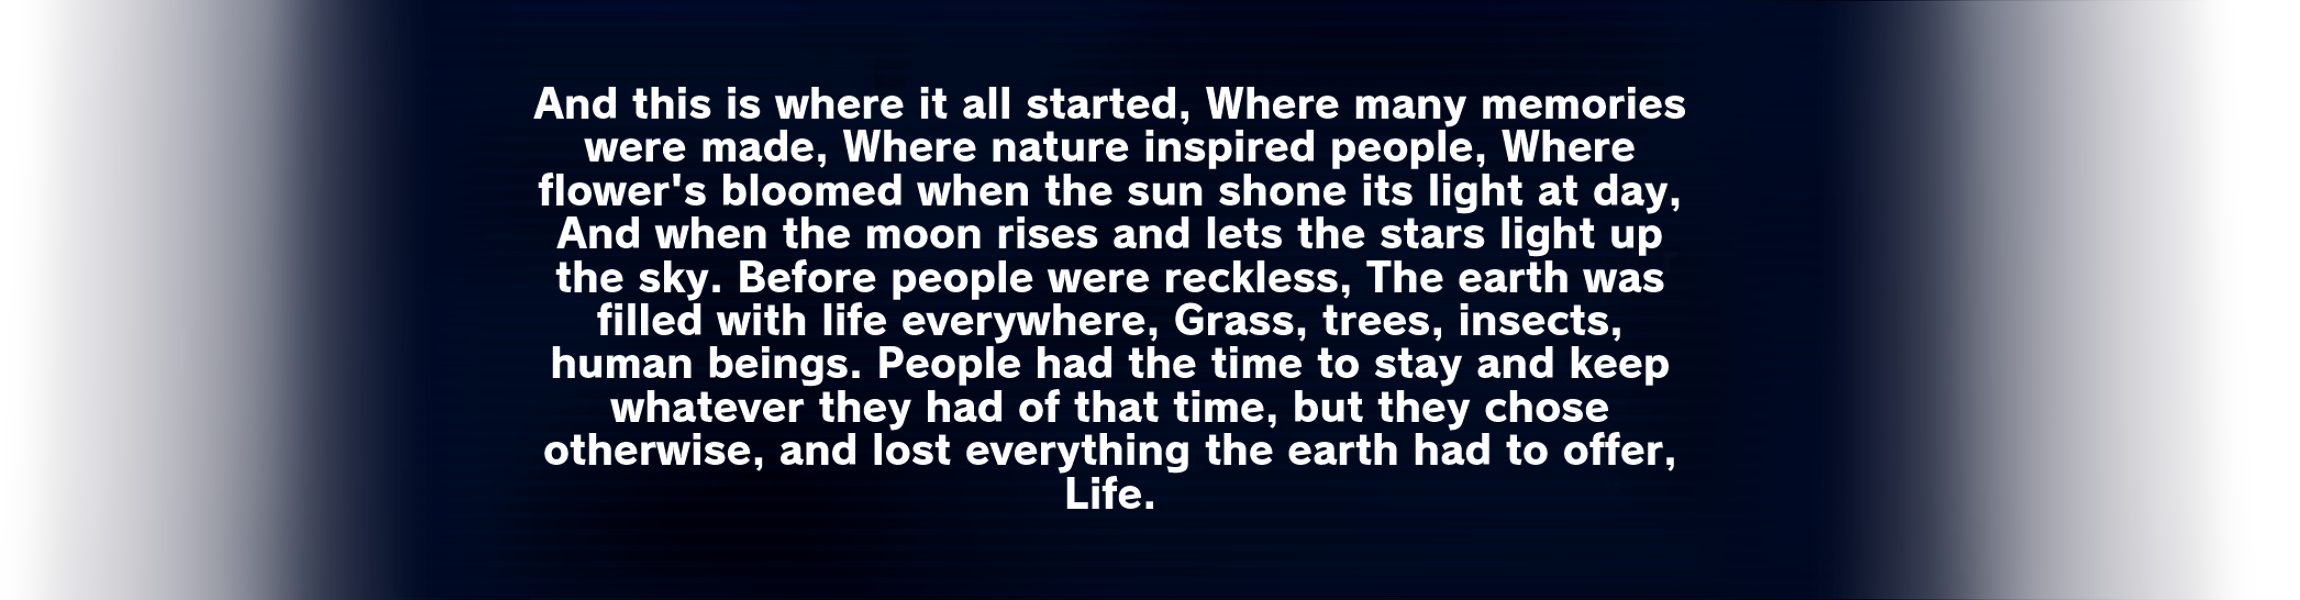 And this is where it all started, Where many memories
were made, Where nature inspired people, Where
flower's bloomed when the sun shone its light at day,
And when the moon rises and lets the stars light up
the sky. Before people were reckless, The earth was
filled with life everywhere, Grass, trees, insects,
human beings. People had the time to stay and keep
whatever they had of that time, but they chose
otherwise, and lost everything the earth had to offer,
Life.